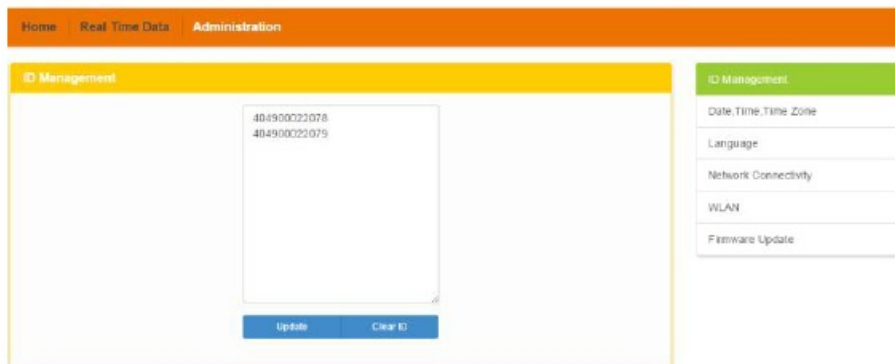 Home Real Time Data Administration
ID Management
404900022078
404900022079
Update Clear ID
ID Management
Date,Time,Time Zone
Language
Network Connectivity
WLAN
Firmware Update